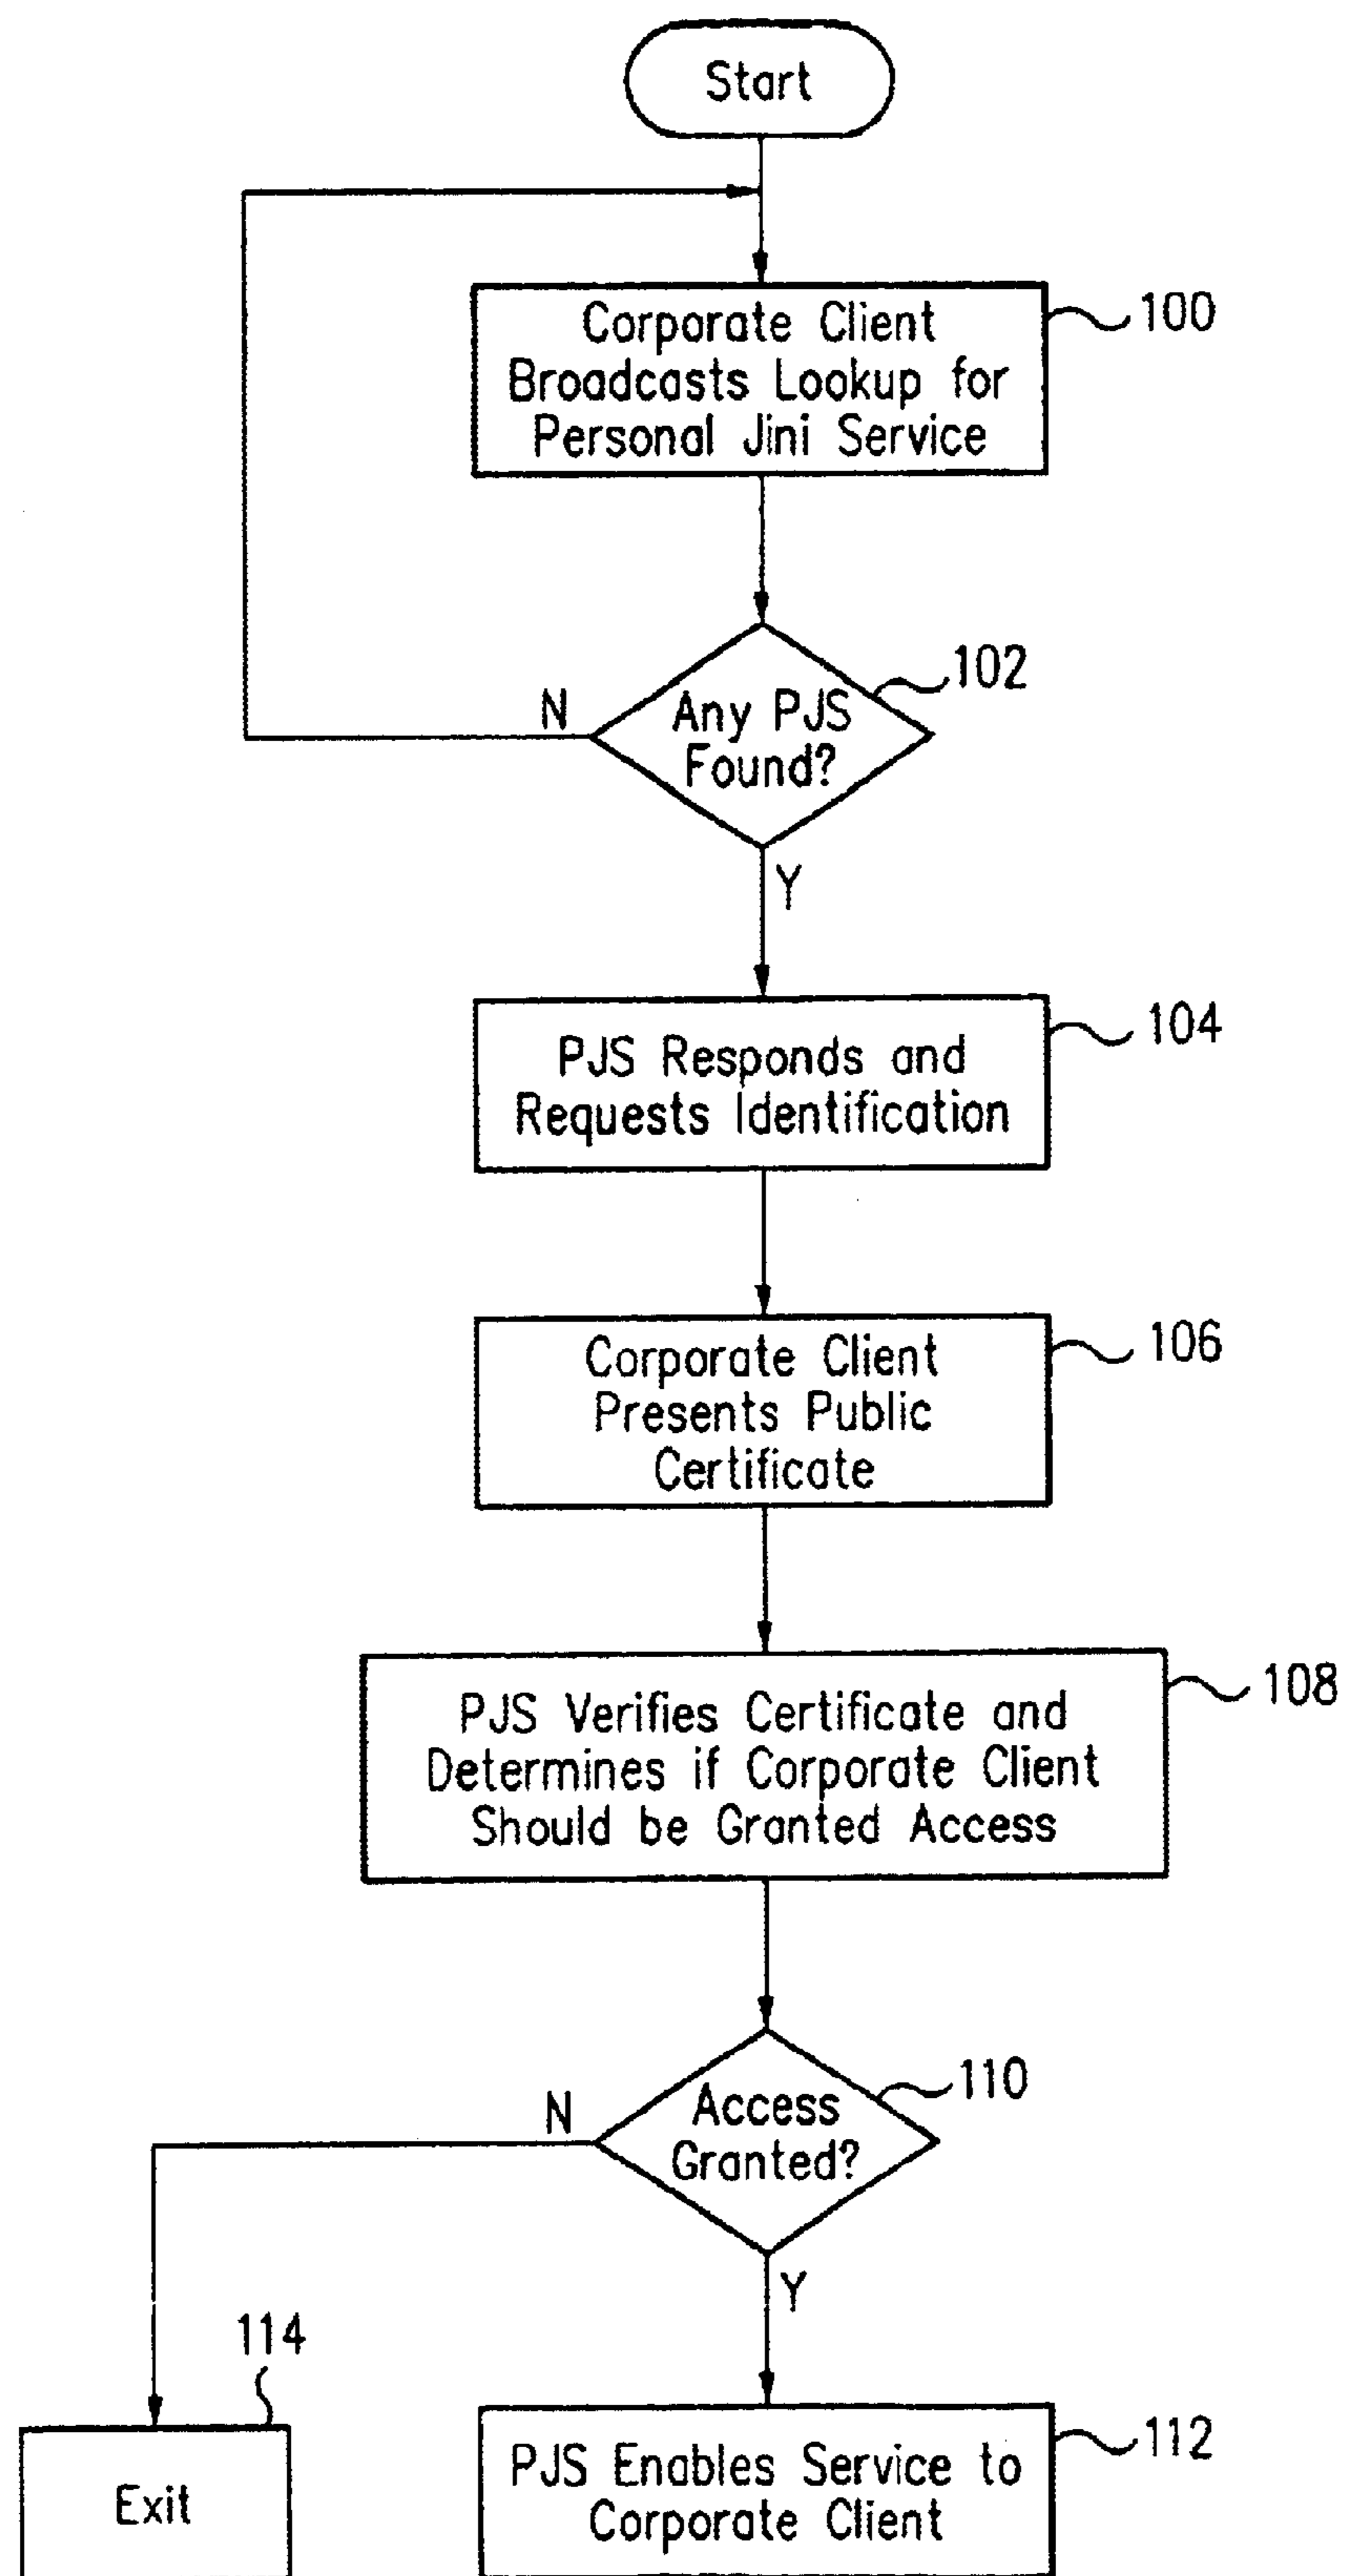 Start
Corporate Client
Broadcasts Lookup for
Personal Jini Service
100
Any PJS
Found?
102
N
Y
PJS Responds and
Requests Identification
104
Corporate Client
Presents Public
Certificate
106
PJS Verifies Certificate and
Determines if Corporate Client
Should be Granted Access
108
Access
Granted?
110
N
Y
114
Exit
PJS Enables Service to
Corporate Client
112